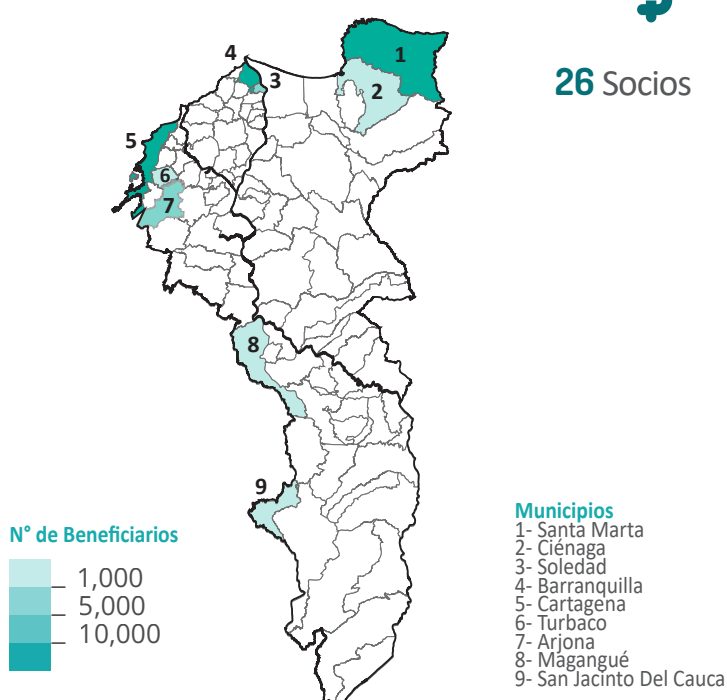 26 Socios
4
3
1
2
5
6
7
8
9
N° de Beneficiarios
1,000
5,000
10,000
Municipios
1- Santa Marta
2- Ciénaga
3- Soledad
4- Barranquilla
5- Cartagena
6- Turbaco
7- Arjona
8- Magangué
9- San Jacinto Del Cauca